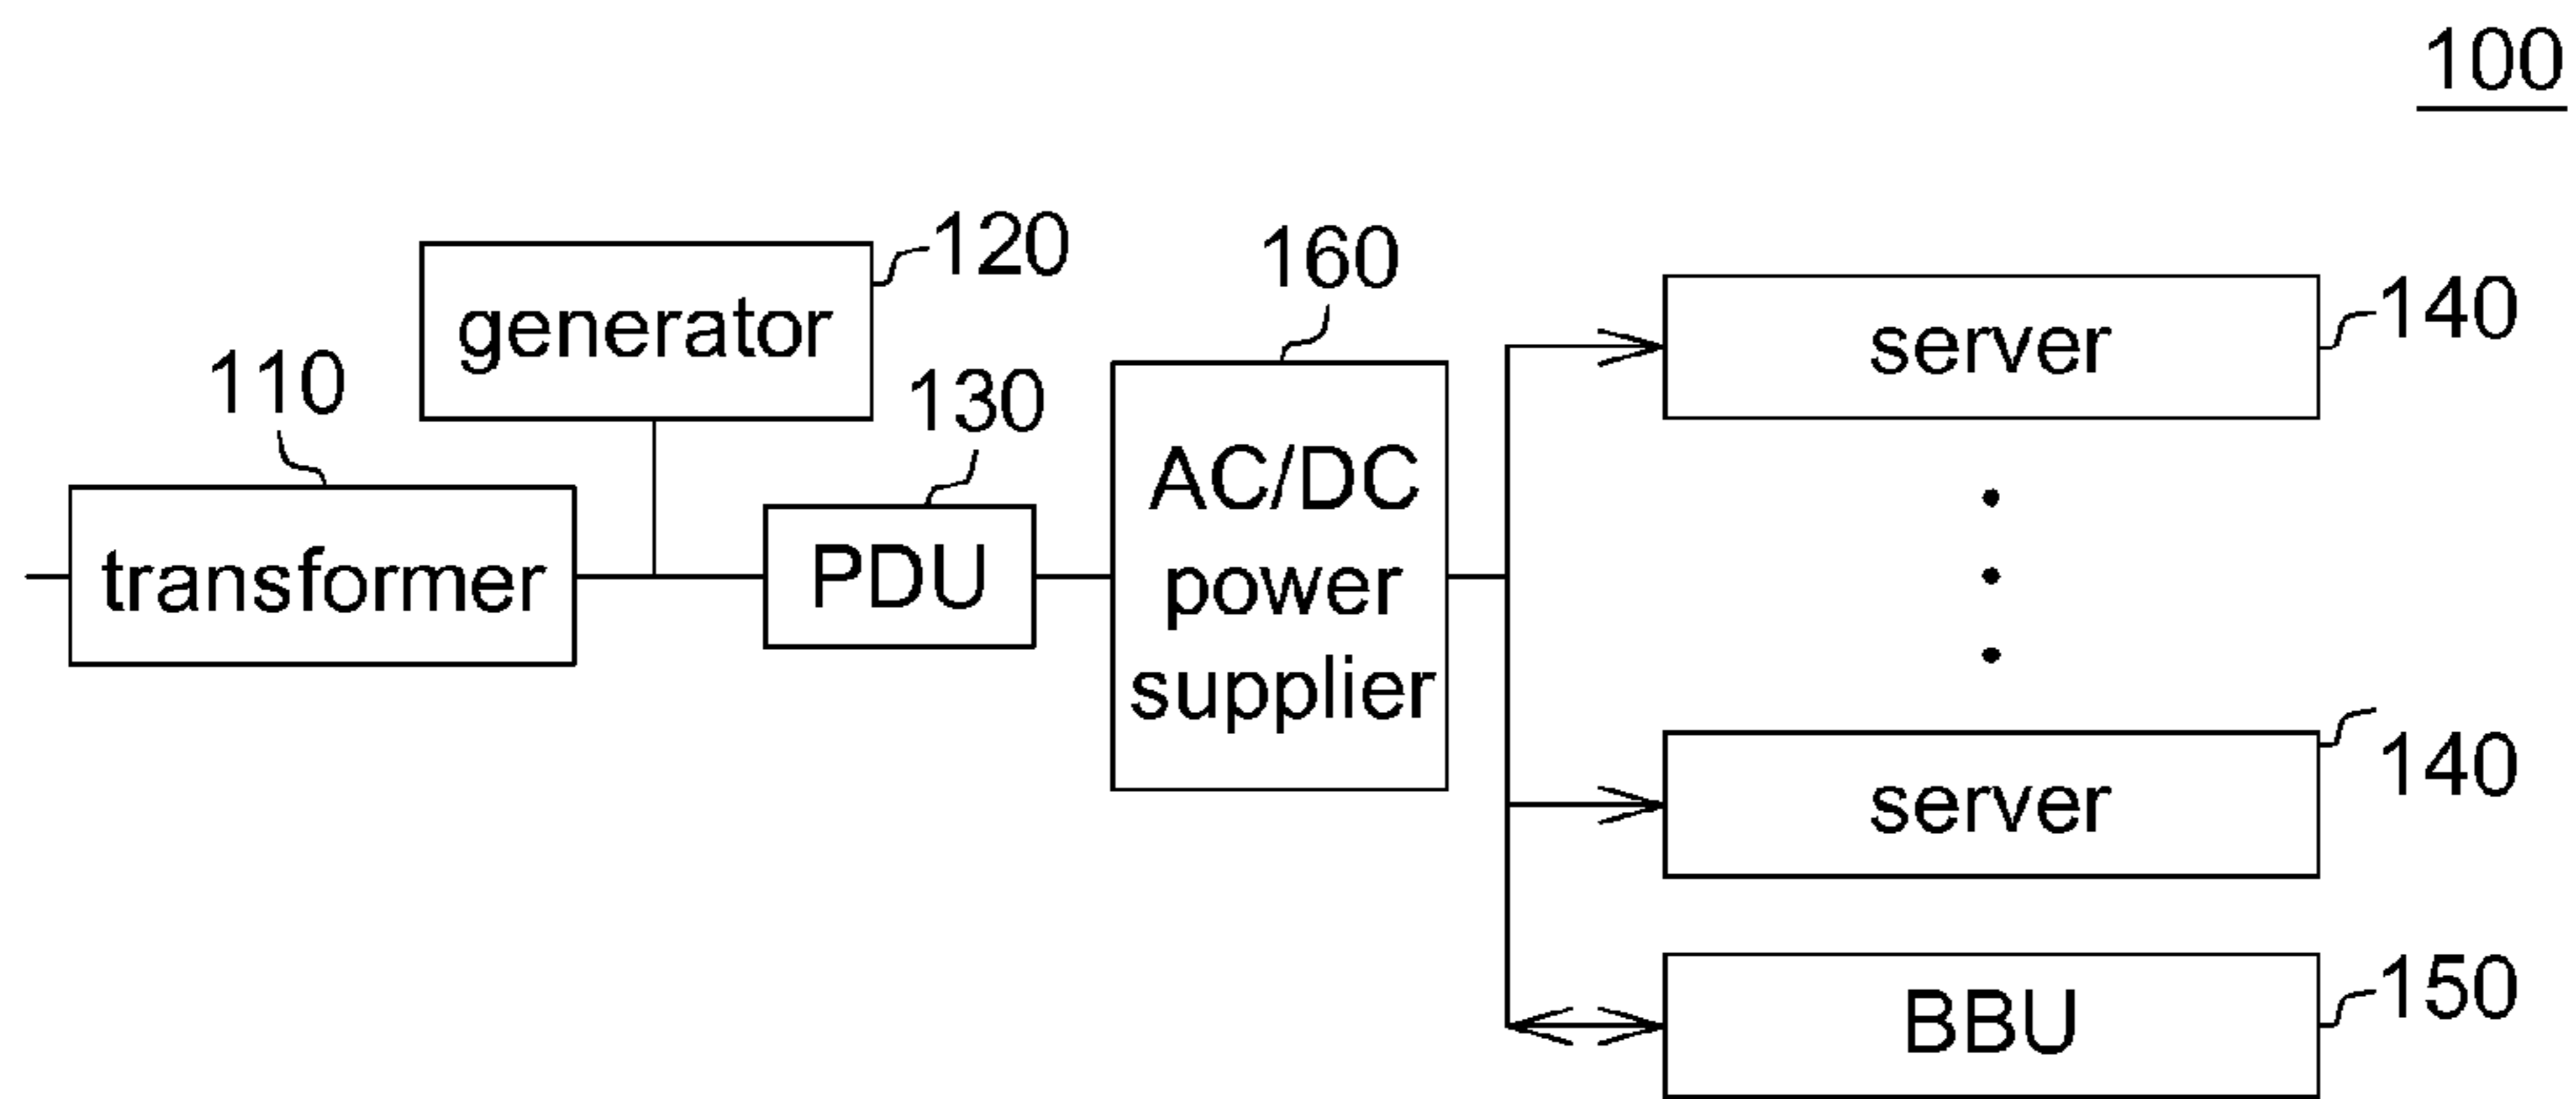 100
120
generator
160
140
server
110
130
AC/DC
power
supplier
transformer
PDU
140
server
150
BBU